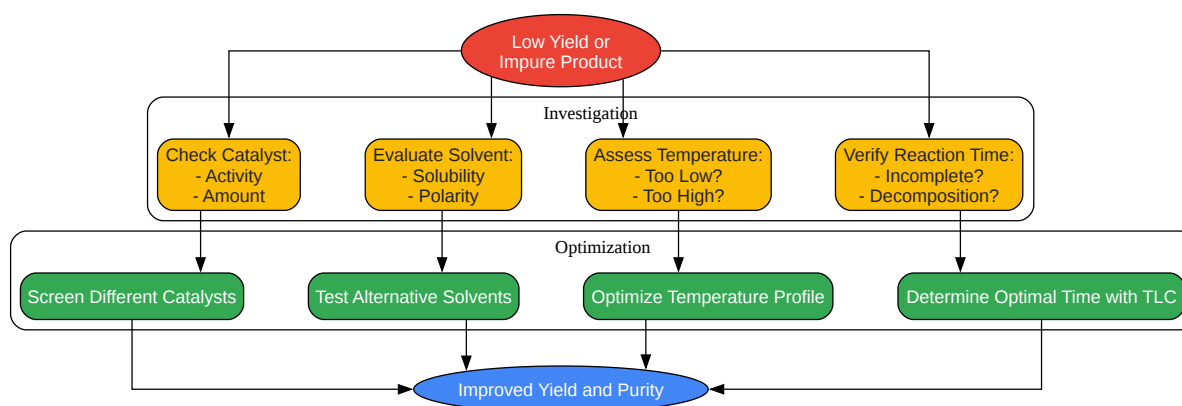 Low Yield or
Impure Product
Investigation
Check Catalyst:
- Activity
- Amount
Evaluate Solvent:
- Solubility
- Polarity
Assess Temperature:
- Too Low?
- Too High?
Verify Reaction Time:
- Incomplete?
- Decomposition?
Optimization
Screen Different Catalysts
Test Alternative Solvents
Optimize Temperature Profile
Determine Optimal Time with TLC
Improved Yield and Purity